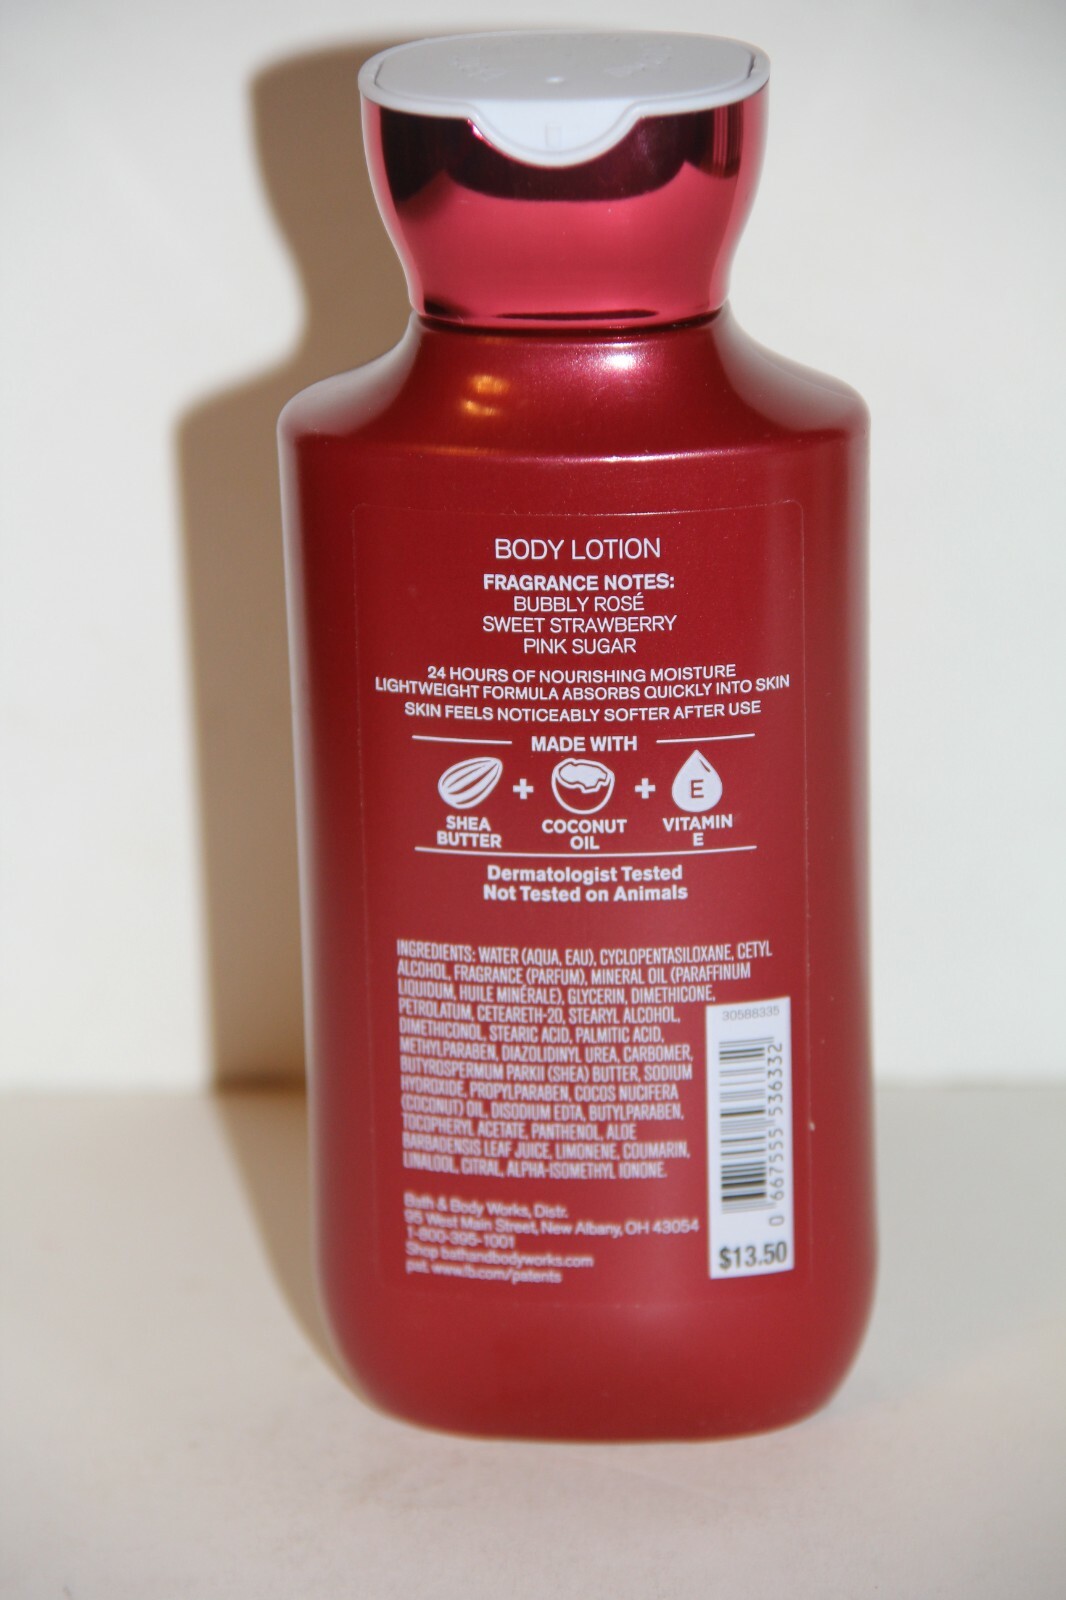 BODY LOTION
FRAGRANCE NOTES:
BUBBLY ROSÉ
SWEET STRAWBERRY
PINK SUGAR
24 HOURS OF NOURISHING MOISTURE
LIGHTWEIGHT FORMULA ABSORBS QUICKLY INTO SKIN
SKIN FEELS NOTICEABLY SOFTER AFTER USE
MADE WITH
+ + E
SHEA BUTTER
COCONUT OIL
VITAMIN E
Dermatologist Tested
Not Tested on Animals
INGREDIENTS: WATER (AQUA, EAU), CYCLOPENTASILOXANE, CETYL
ALCOHOL, FRAGRANCE (PARFUM), MINERAL OIL (PARAFFINUM
LIQUIDUM, HUILE MINÉRALE), GLYCERIN, DIMETHICONE,
PETROLATUM, CETEARETH-20, STEARYL ALCOHOL,
DIMETHICONOL, STEARIC ACID, PALMITIC ACID,
METHYLPARABEN, DIAZOLIDINYL UREA, CARBOMER,
BUTYROSPERMUM PARKII (SHEA) BUTTER, SODIUM
HYDROXIDE, PROPYLPARABEN, COCOS NUCIFERA
(COCONUT) OIL, DISODIUM EDTA, BUTYLPARABEN,
TOCOPHERYL ACETATE, PANTHENOL, ALOE
BARBADENSIS LEAF JUICE, LIMONENE, COUMARIN,
LINALOOL, CITRAL, ALPHA-ISOMETHYL IONONE.
Bath & Body Works, Distr.
95 West Main Street, New Albany, OH 43054
1-800-395-1001
Shop bathandbodyworks.com
pat. www.lb.com/patents
30588335
0 667555 536332
$13.50